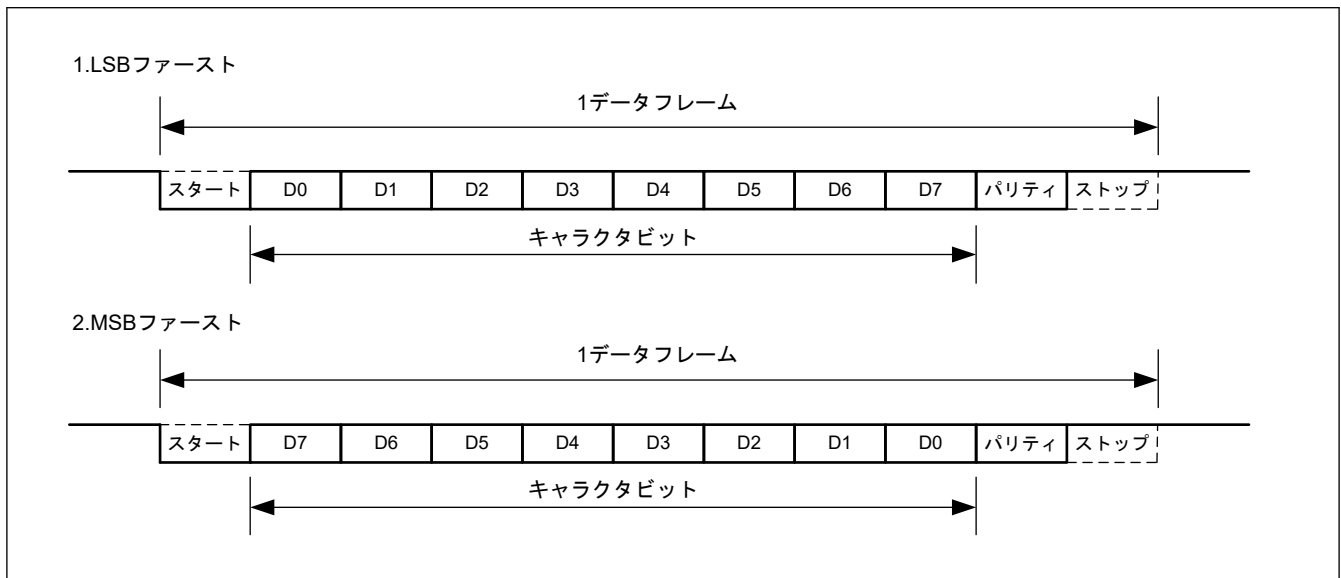 1.LSBファースト
1データフレーム
スタート D0 D1 D2 D3 D4 D5 D6 D7 パリティ ストップ
キャラクタビット
2.MSBファースト
1データフレーム
スタート D7 D6 D5 D4 D3 D2 D1 D0 パリティ ストップ
キャラクタビット